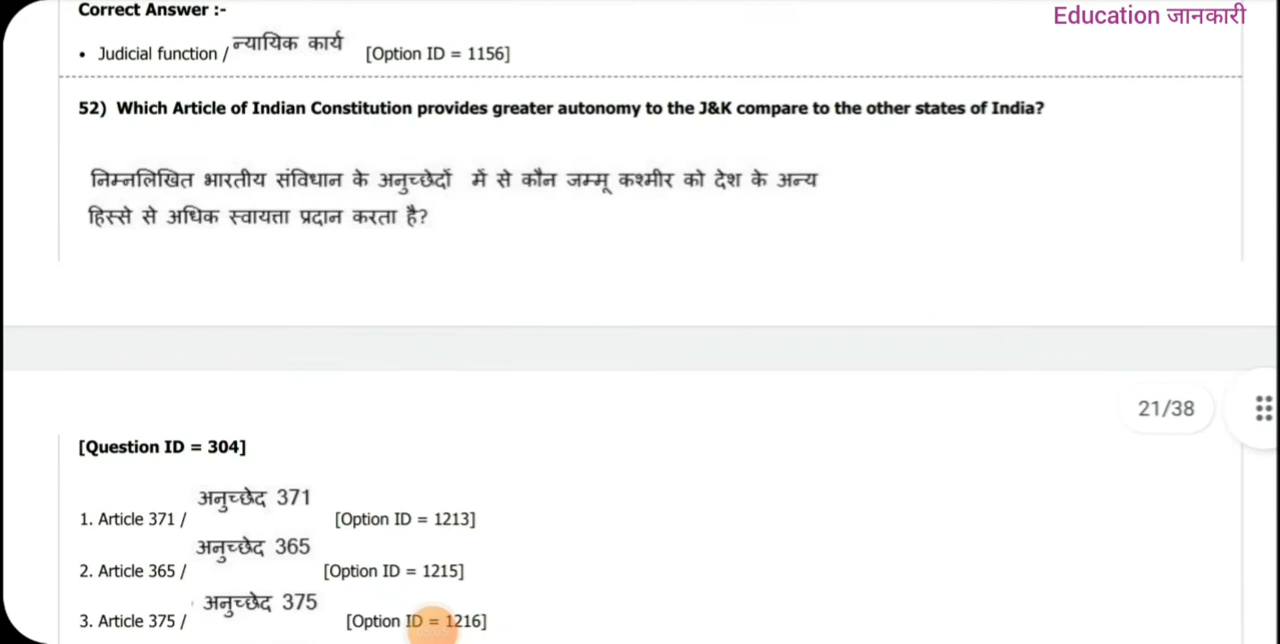 Correct Answer :-
Education जानकारी
• Judicial function / न्यायिक कार्य [Option ID = 1156]
52) Which Article of Indian Constitution provides greater autonomy to the J&K compare to the other states of India?
निम्नलिखित भारतीय संविधान के अनुच्छेदों में से कौन जम्मू कश्मीर को देश के अन्य
हिस्से से अधिक स्वायत्ता प्रदान करता है?
21/38
[Question ID = 304]
1. Article 371 / अनुच्छेद 371 [Option ID = 1213]
2. Article 365 / अनुच्छेद 365 [Option ID = 1215]
3. Article 375 / अनुच्छेद 375 [Option ID = 1216]